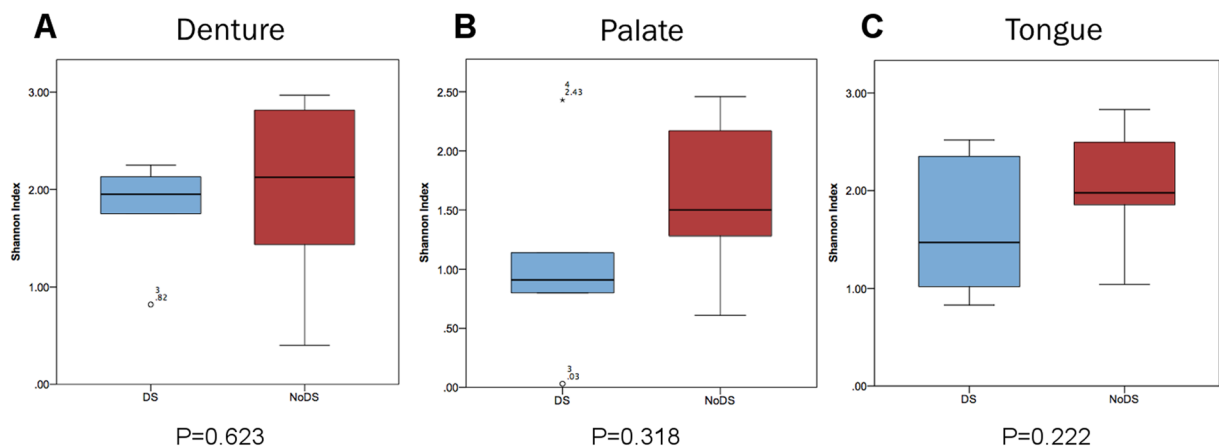 A
Denture
Shannon Index
3.00
2.00
1.00
.00
3
.82
DS
NoDS
P=0.623
B
Palate
Shannon Index
2.50
2.00
1.50
1.00
.50
.00
4
2.43
3
.03
DS
NoDS
P=0.318
C
Tongue
Shannon Index
3.00
2.00
1.00
.00
DS
NoDS
P=0.222